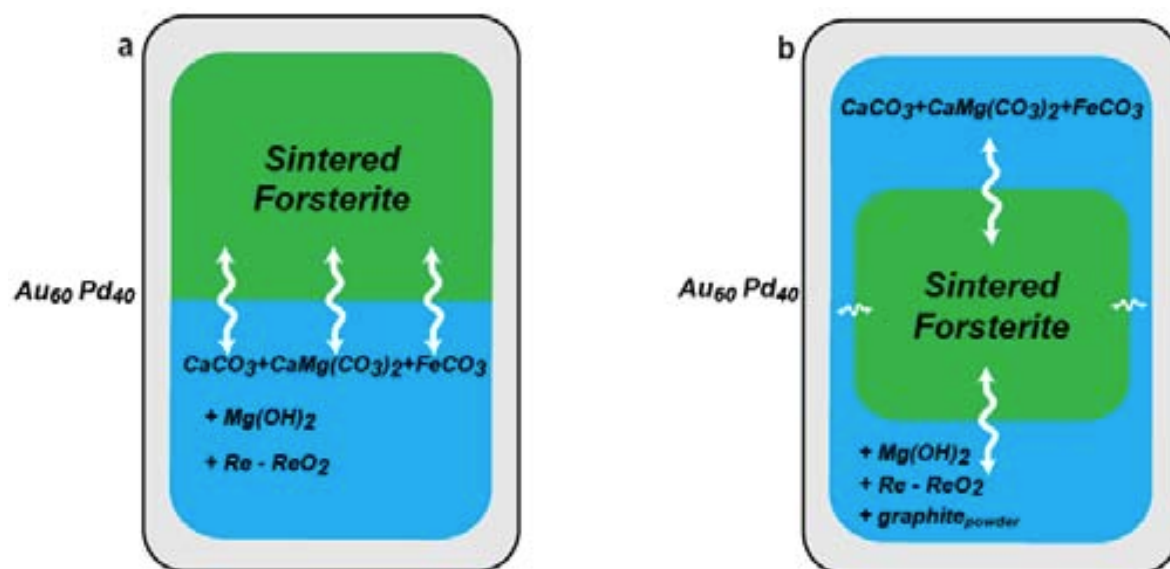 a
Sintered
Forsterite
Au60 Pd40
CaCO3+CaMg(CO3)2+FeCO3
+ Mg(OH)2
+ Re - ReO2
b
CaCO3+CaMg(CO3)2+FeCO3
Au60 Pd40
Sintered
Forsterite
+ Mg(OH)2
+ Re - ReO2
+ graphitepowder